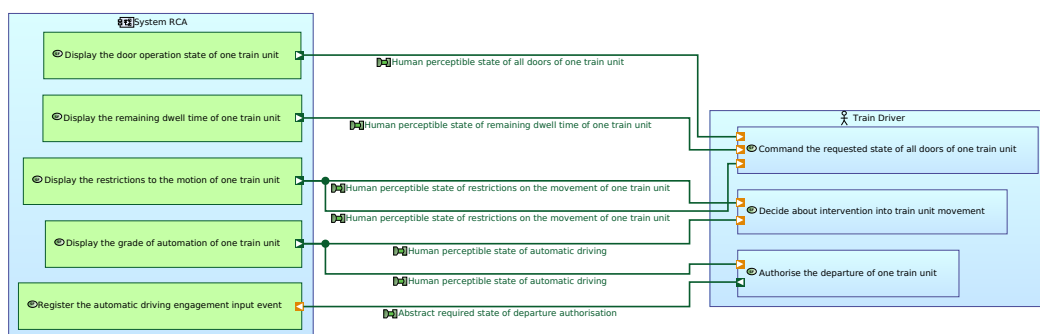 System RCA
Display the door operation state of one train unit
Human perceptible state of all doors of one train unit
Display the remaining dwell time of one train unit
Human perceptible state of remaining dwell time of one train unit
Train Driver
Command the requested state of all doors of one train unit
Display the restrictions to the motion of one train unit
Human perceptible state of restrictions on the movement of one train unit
Human perceptible state of restrictions on the movement of one train unit
Decide about intervention into train unit movement
Display the grade of automation of one train unit
Human perceptible state of automatic driving
Human perceptible state of automatic driving
Authorise the departure of one train unit
Register the automatic driving engagement input event
Abstract required state of departure authorisation